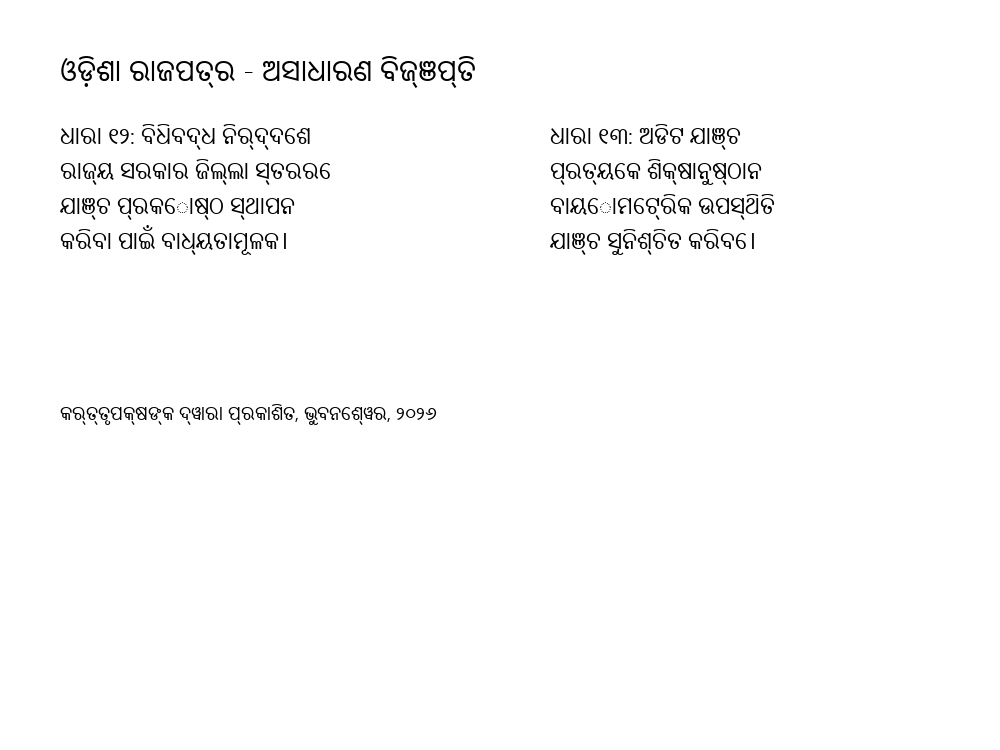 ଓଡ଼ିଶା ରାଜପତ୍ର - ଅସାଧାରଣ ବିଜ୍ଞପ୍ତି
ଧାରା ୧୨: ବିଧିବଦ୍ଧ ନିର୍ଦ୍ଦେଶ
ରାଜ୍ୟ ସରକାର ଜିଲ୍ଲା ସ୍ତରରେ
ଯାଞ୍ଚ ପ୍ରକୋଷ୍ଠ ସ୍ଥାପନ
କରିବା ପାଇଁ ବାଧ୍ୟତାମୂଳକ।
ଧାରା ୧୩: ଅଡିଟ ଯାଞ୍ଚ
ପ୍ରତ୍ୟେକ ଶିକ୍ଷାନୁଷ୍ଠାନ
ବାୟୋମେଟ୍ରିକ ଉପସ୍ଥିତି
ଯାଞ୍ଚ ସୁନିଶ୍ଚିତ କରିବେ।
କର୍ତ୍ତୃପକ୍ଷଙ୍କ ଦ୍ୱାରା ପ୍ରକାଶିତ, ଭୁବନେଶ୍ୱର, ୨୦୨୬